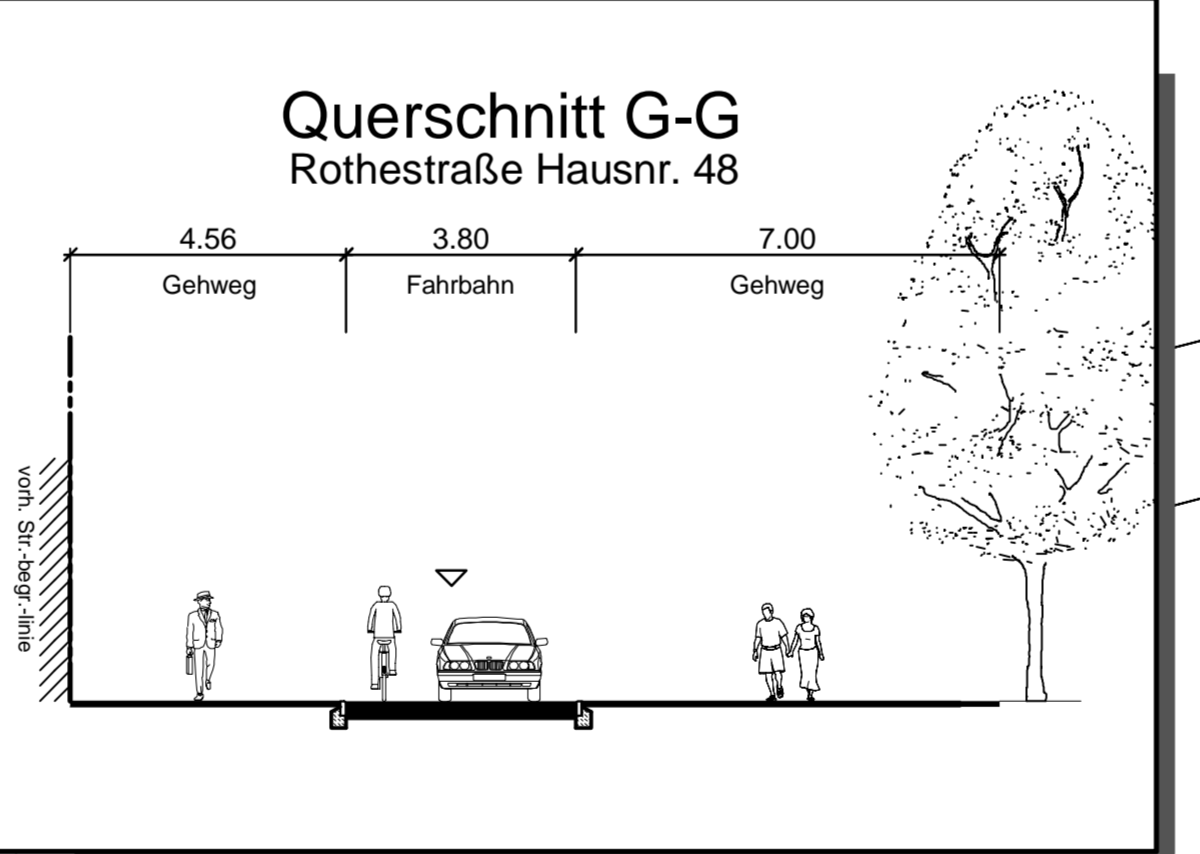 Querschnitt G-G
Rothestraße Hausnr. 48
4.56
3.80
7.00
Gehweg
Fahrbahn
Gehweg
vorh. Str.-begr.-linie